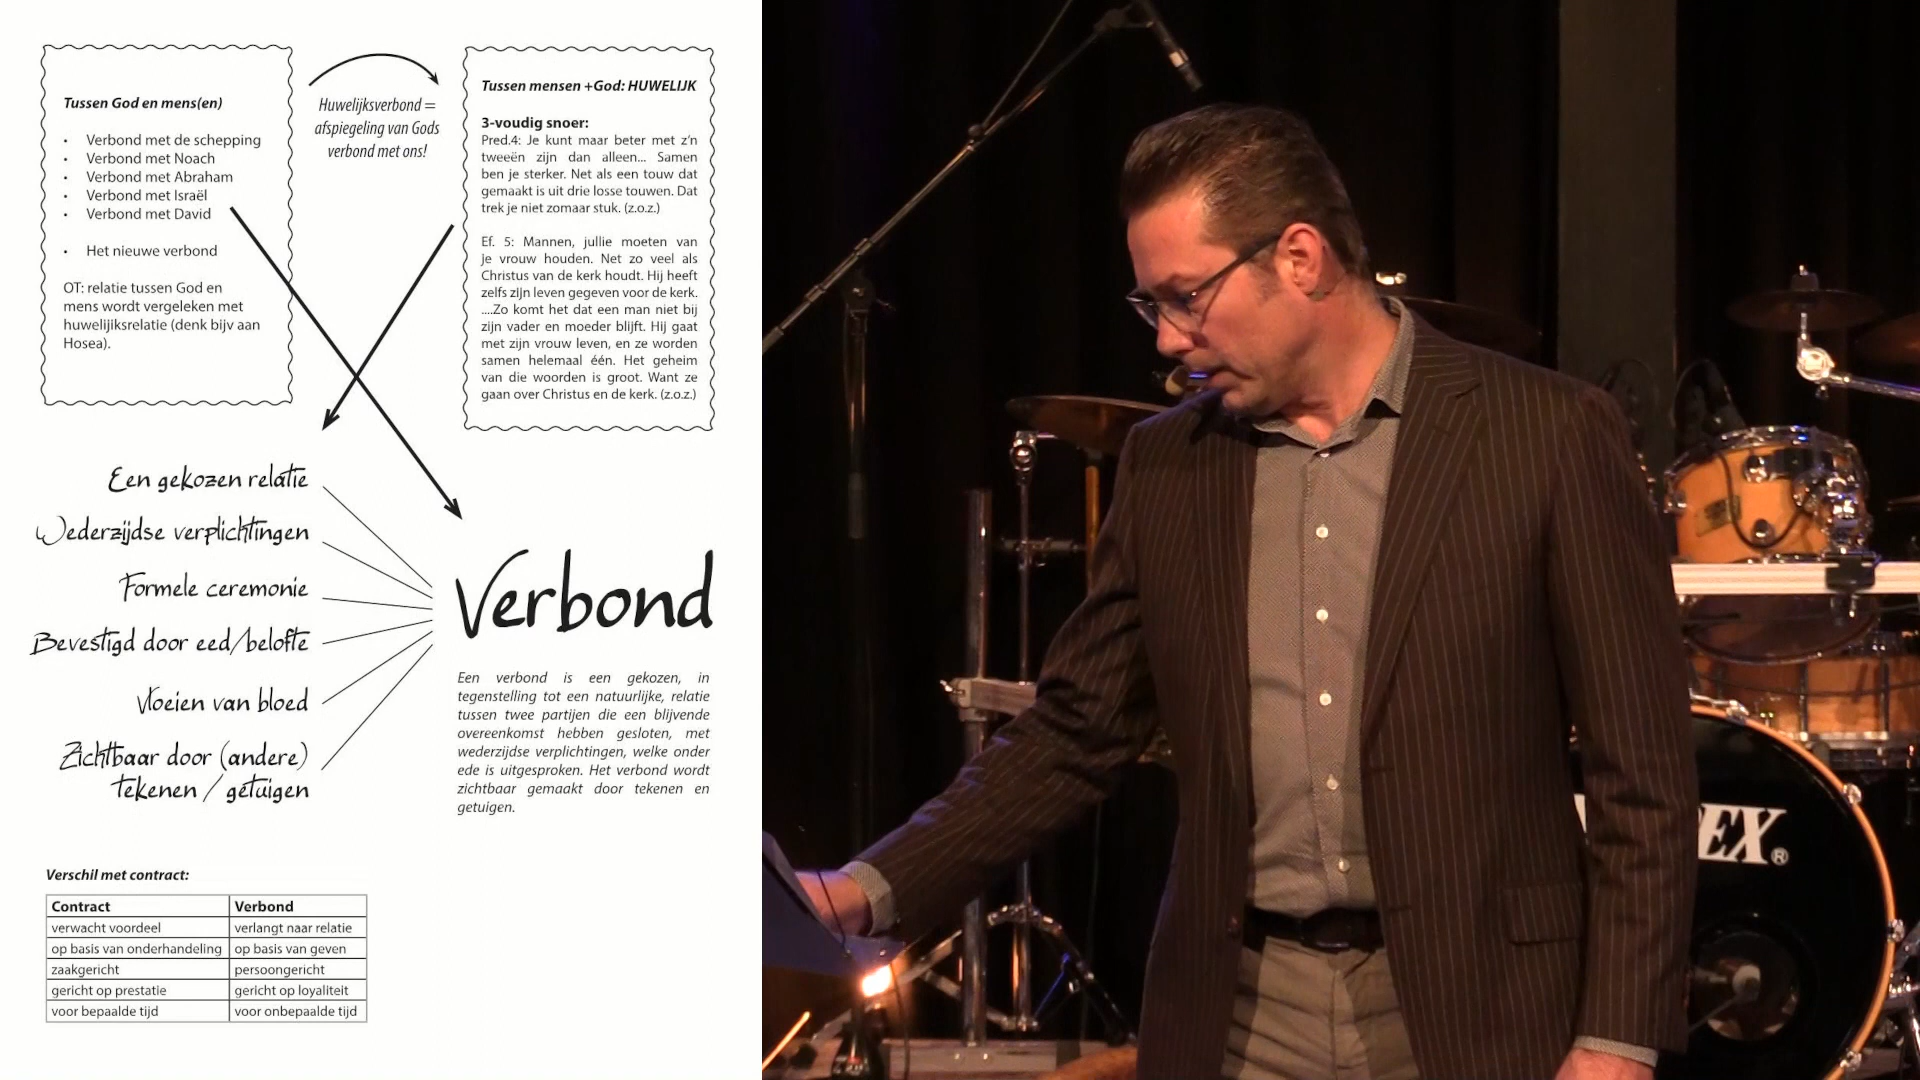 Tussen God en mens(en)
• Verbond met de schepping
• Verbond met Noach
• Verbond met Abraham
• Verbond met Israël
• Verbond met David
• Het nieuwe verbond
OT: relatie tussen God en
mens wordt vergeleken met
huwelijksrelatie (denk bijv aan
Hosea).
Huwelijksverbond =
afspiegeling van Gods
verbond met ons!
Tussen mensen +God: HUWELIJK
3-voudig snoer:
Pred.4: Je kunt maar beter met z'n
tweeën zijn dan alleen... Samen
ben je sterker. Net als een touw dat
gemaakt is uit drie losse touwen. Dat
trek je niet zomaar stuk. (z.o.z.)
Ef. 5: Mannen, jullie moeten van
je vrouw houden. Net zo veel als
Christus van de kerk houdt. Hij heeft
zelfs zijn leven gegeven voor de kerk.
....Zo komt het dat een man niet bij
zijn vader en moeder blijft. Hij gaat
met zijn vrouw leven, en ze worden
samen helemaal één. Het geheim
van die woorden is groot. Want ze
gaan over Christus en de kerk. (z.o.z.)
Een gekozen relatie
Wederzijdse verplichtingen
Formele ceremonie
Bevestigd door eed/belofte
Vloeien van bloed
Zichtbaar door (andere)
tekenen / getuigen
Verbond
Een verbond is een gekozen, in
tegenstelling tot een natuurlijke, relatie
tussen twee partijen die een blijvende
overeenkomst hebben gesloten, met
wederzijdse verplichtingen, welke onder
ede is uitgesproken. Het verbond wordt
zichtbaar gemaakt door tekenen en
getuigen.
Verschil met contract:
Contract Verbond
verwacht voordeel verlangt naar relatie
op basis van onderhandeling op basis van geven
zaakgericht persoongericht
gericht op prestatie gericht op loyaliteit
voor bepaalde tijd voor onbepaalde tijd